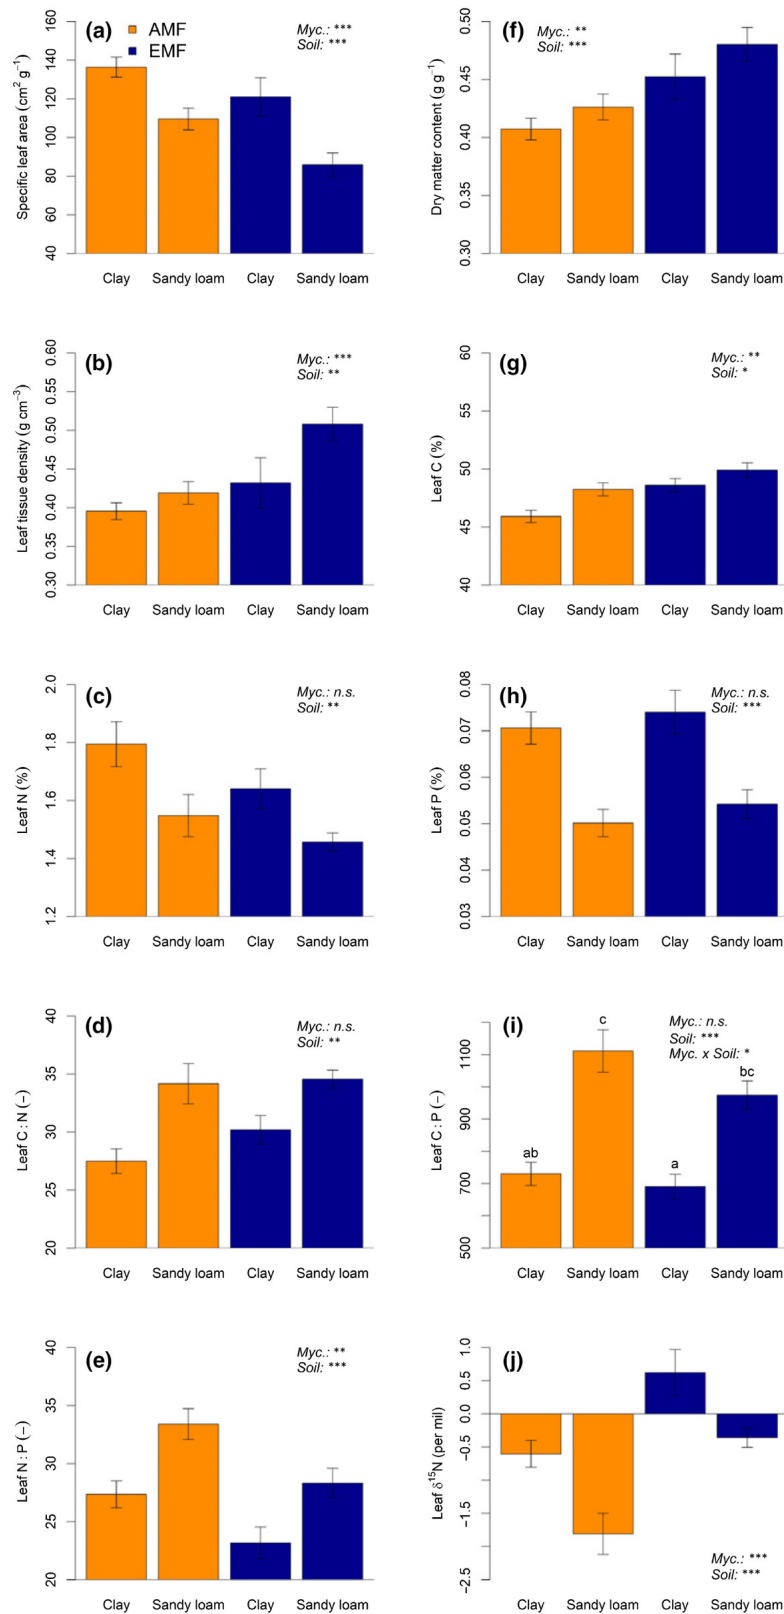 (a)
AMF
EMF
Myc.: ***
Soil: ***
Specific leaf area (cm² g⁻¹)
140
120
100
80
60
40
Clay Sandy loam Clay Sandy loam
(f)
Myc.: **
Soil: ***
Dry matter content (g g⁻¹)
0.45
0.40
0.35
0.30
Clay Sandy loam Clay Sandy loam
(b)
Myc.: ***
Soil: **
Leaf tissue density (g cm⁻³)
0.60
0.55
0.50
0.45
0.40
0.35
0.30
Clay Sandy loam Clay Sandy loam
(g)
Myc.: **
Soil: *
Leaf C (%)
60
55
50
45
40
Clay Sandy loam Clay Sandy loam
(c)
Myc.: n.s.
Soil: **
Leaf N (%)
2.0
1.8
1.6
1.4
1.2
Clay Sandy loam Clay Sandy loam
(h)
Myc.: n.s.
Soil: ***
Leaf P (%)
0.08
0.07
0.06
0.05
0.04
0.03
Clay Sandy loam Clay Sandy loam
(d)
Myc.: n.s.
Soil: **
Leaf C : N (–)
40
35
30
25
20
Clay Sandy loam Clay Sandy loam
(i)
Myc.: n.s.
Soil: ***
Myc. x Soil: *
Leaf C : P (–)
1100
900
700
500
ab
c
a
bc
Clay Sandy loam Clay Sandy loam
(e)
Myc.: **
Soil: ***
Leaf N : P (–)
40
35
30
25
20
Clay Sandy loam Clay Sandy loam
(j)
Leaf δ¹⁵N (per mil)
1.0
0.5
0.0
−0.5
−1.5
−2.5
Myc.: ***
Soil: ***
Clay Sandy loam Clay Sandy loam